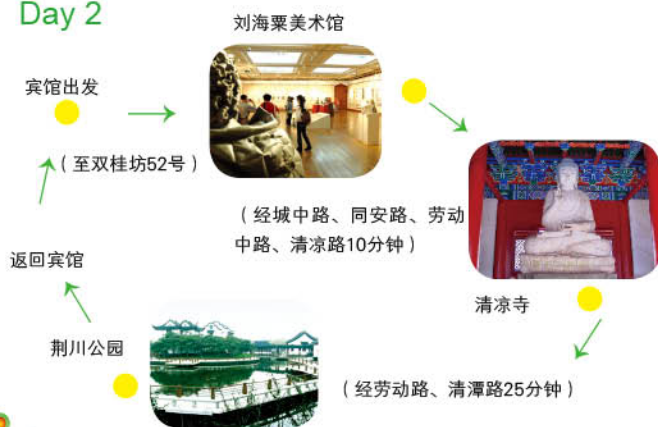 Day 2
刘海粟美术馆
宾馆出发
（至双桂坊52号）
（经城中路、同安路、劳动
中路、清凉路10分钟）
清凉寺
（经劳动路、清潭路25分钟）
荆川公园
返回宾馆